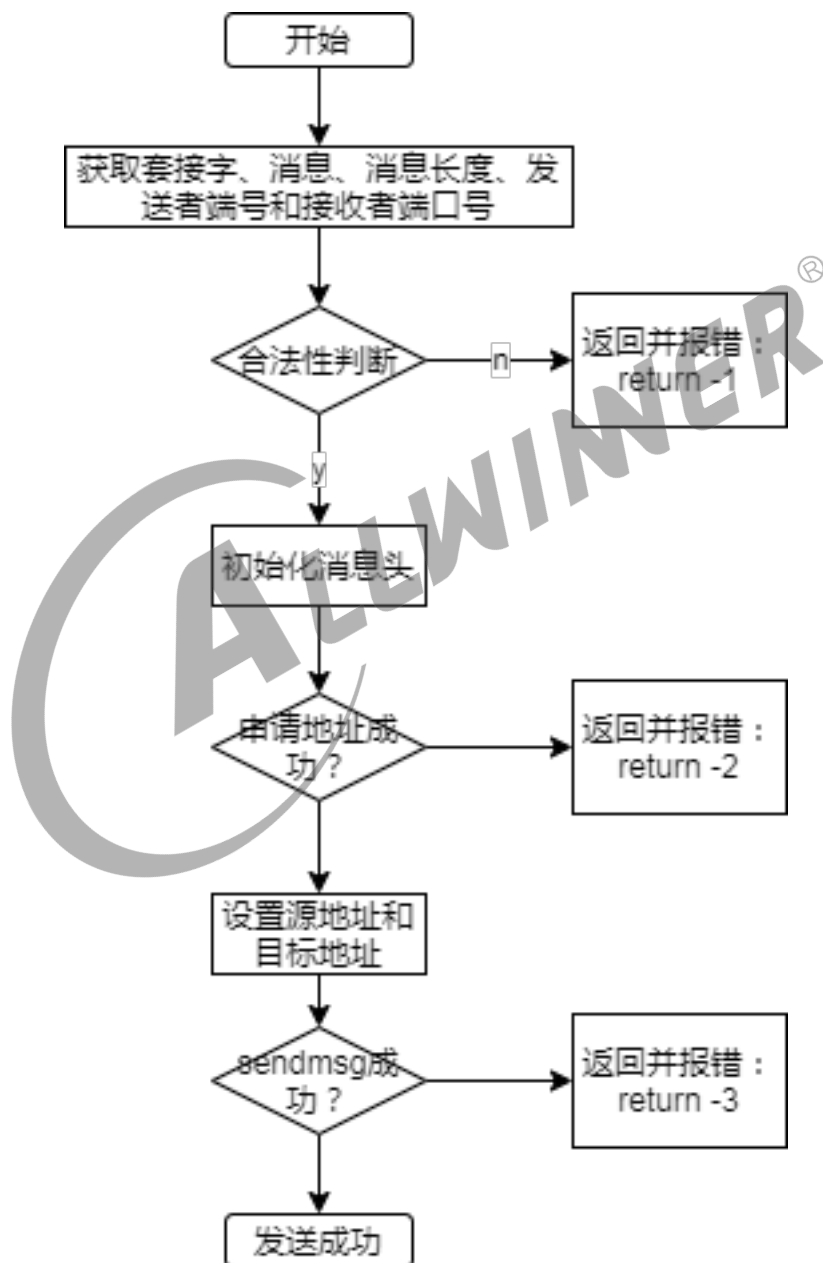 开始
获取套接字、消息、消息长度、发
送者端号和接收者端口号
合法性判断
n
返回并报错：
return -1
y
初始化消息头
申请地址成
功？
返回并报错：
return -2
设置源地址和
目标地址
sendmsg成
功？
返回并报错：
return -3
发送成功
ALLWINNER®